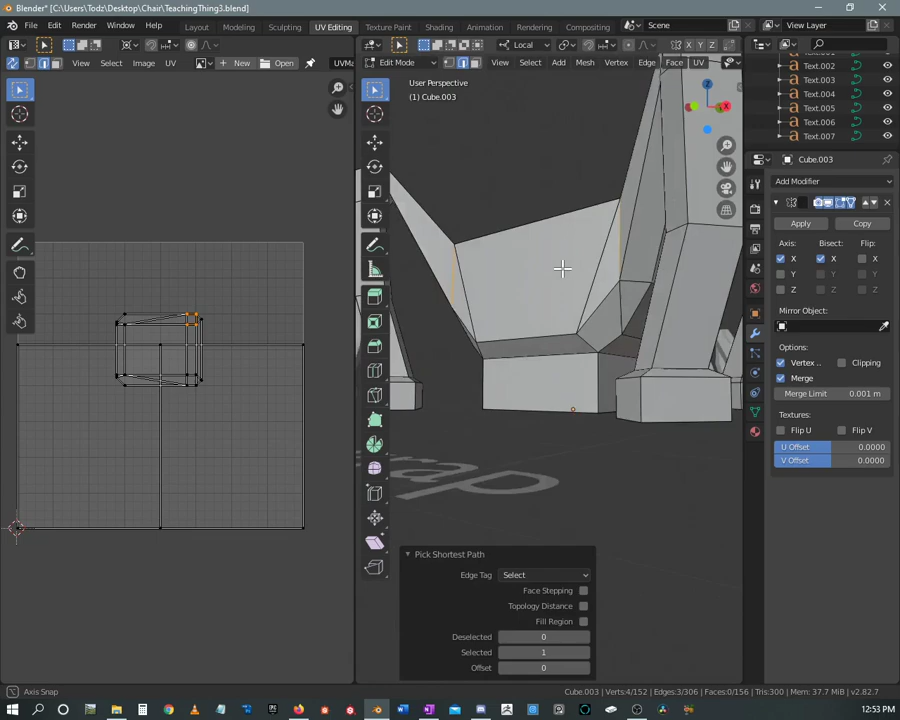 Blender* [C:\Users\Todz\Desktop\Chair\TeachingThing3.blend]
File Edit Render Window Help Layout Modeling Sculpting UV Editing Texture Paint Shading Animation Rendering Compositing Scene View Layer
Local X Y Z
View Select Image UV New Open UVMa
Edit Mode View Select Add Mesh Vertex Edge Face UV
User Perspective
(1) Cube.003
Z
X
Text.002
Text.003
Text.004
Text.005
Text.006
Text.007
Cube.003
Add Modifier
Apply Copy
Axis: Bisect: Flip:
X X X
Y Y Y
Z Z Z
Mirror Object:
Options:
Vertex .. Clipping
Merge
Merge Limit 0.001 m
Textures:
Flip U Flip V
U Offset 0.0000
V Offset 0.0000
Pick Shortest Path
Edge Tag Select
Face Stepping
Topology Distance
Fill Region
Deselected 0
Selected 1
Offset 0
Axis Snap
Cube.003 | Verts:4/152 | Edges:3/306 | Faces:0/156 | Tris:300 | Mem: 37.7 MiB | v2.82.7
12:53 PM